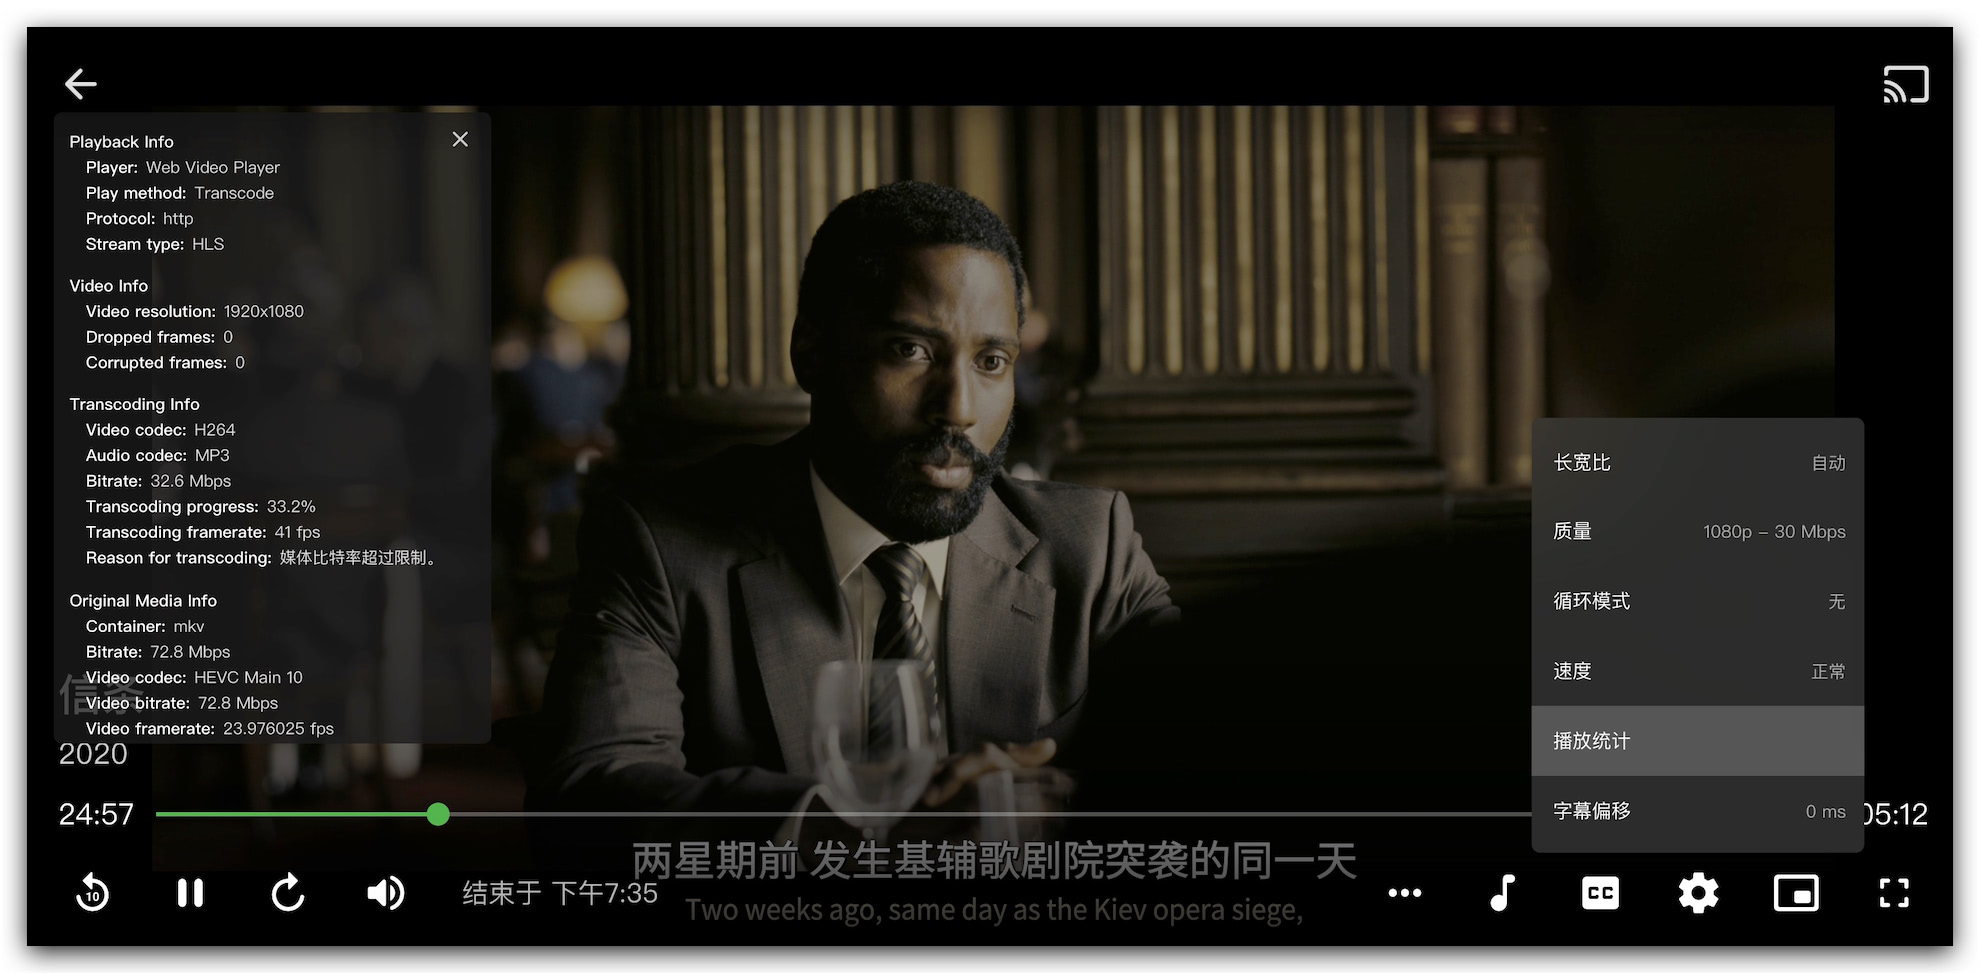 Playback Info
Player: Web Video Player
Play method: Transcode
Protocol: http
Stream type: HLS
Video Info
Video resolution: 1920x1080
Dropped frames: 0
Corrupted frames: 0
Transcoding Info
Video codec: H264
Audio codec: MP3
Bitrate: 32.6 Mbps
Transcoding progress: 33.2%
Transcoding framerate: 41 fps
Reason for transcoding: 媒体比特率超过限制。
Original Media Info
Container: mkv
Bitrate: 72.8 Mbps
Video codec: HEVC Main 10
Video bitrate: 72.8 Mbps
Video framerate: 23.976025 fps
信条
2020
长宽比 自动
质量 1080p – 30 Mbps
循环模式 无
速度 正常
播放统计
字幕偏移 0 ms
24:57
05:12
两星期前 发生基辅歌剧院突袭的同一天
Two weeks ago, same day as the Kiev opera siege,
10
结束于 下午7:35
CC